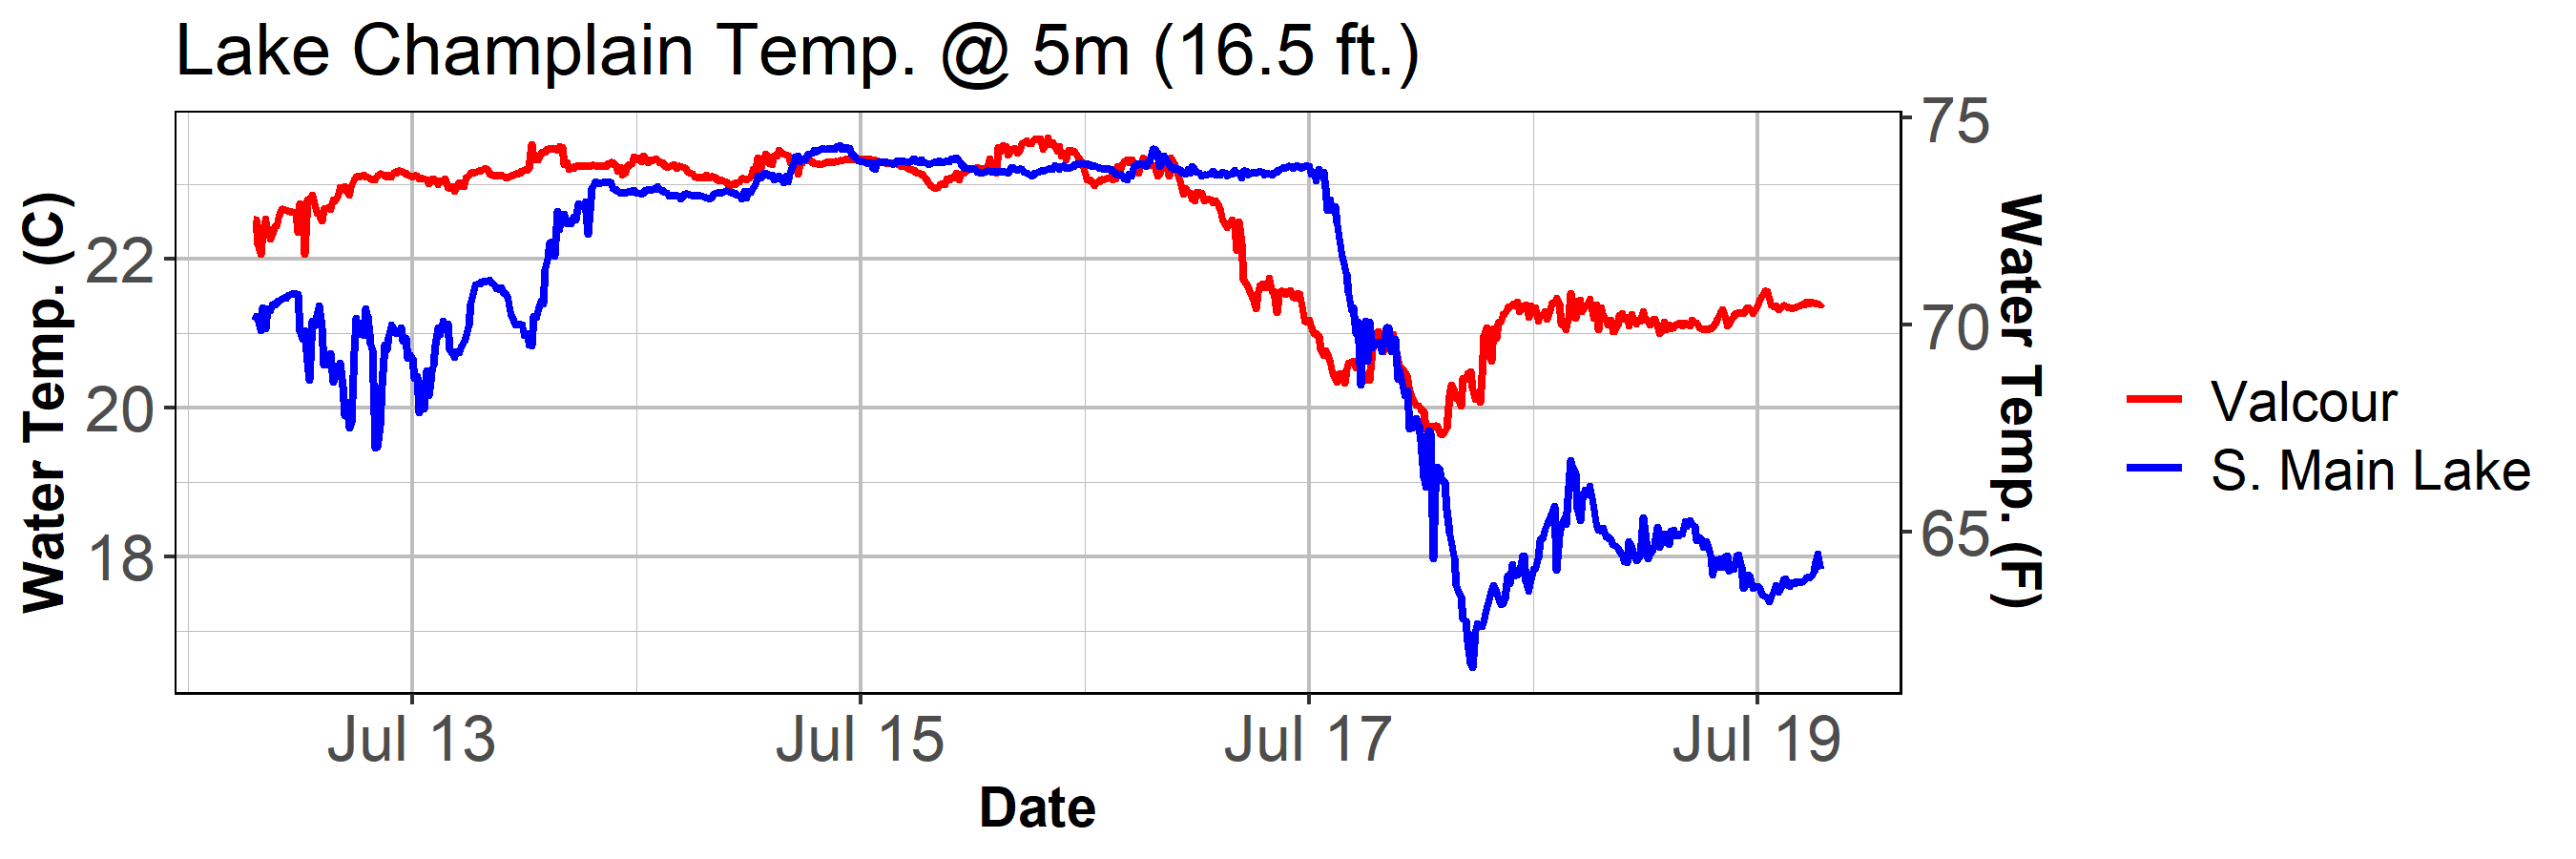 Lake Champlain Temp. @ 5m (16.5 ft.)
Water Temp. (C)
22
20
18
75
70
65
Water Temp. (F)
Valcour
S. Main Lake
Jul 13
Jul 15
Jul 17
Jul 19
Date